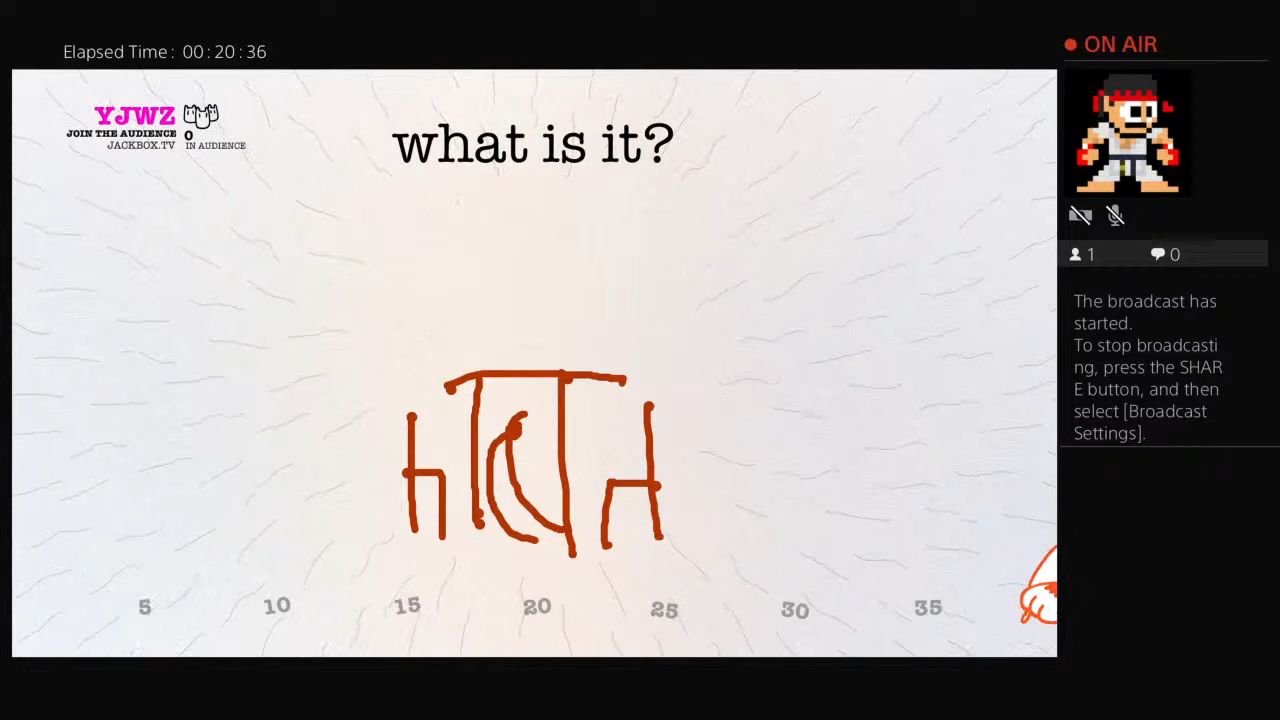 Elapsed Time: 00:20:36
ON AIR
YJWZ
JOIN THE AUDIENCE
JACKBOX.TV
0
IN AUDIENCE
what is it?
1
0
The broadcast has
started.
To stop broadcasti
ng, press the SHAR
E button, and then
select [Broadcast
Settings].
5 10 15 20 25 30 35